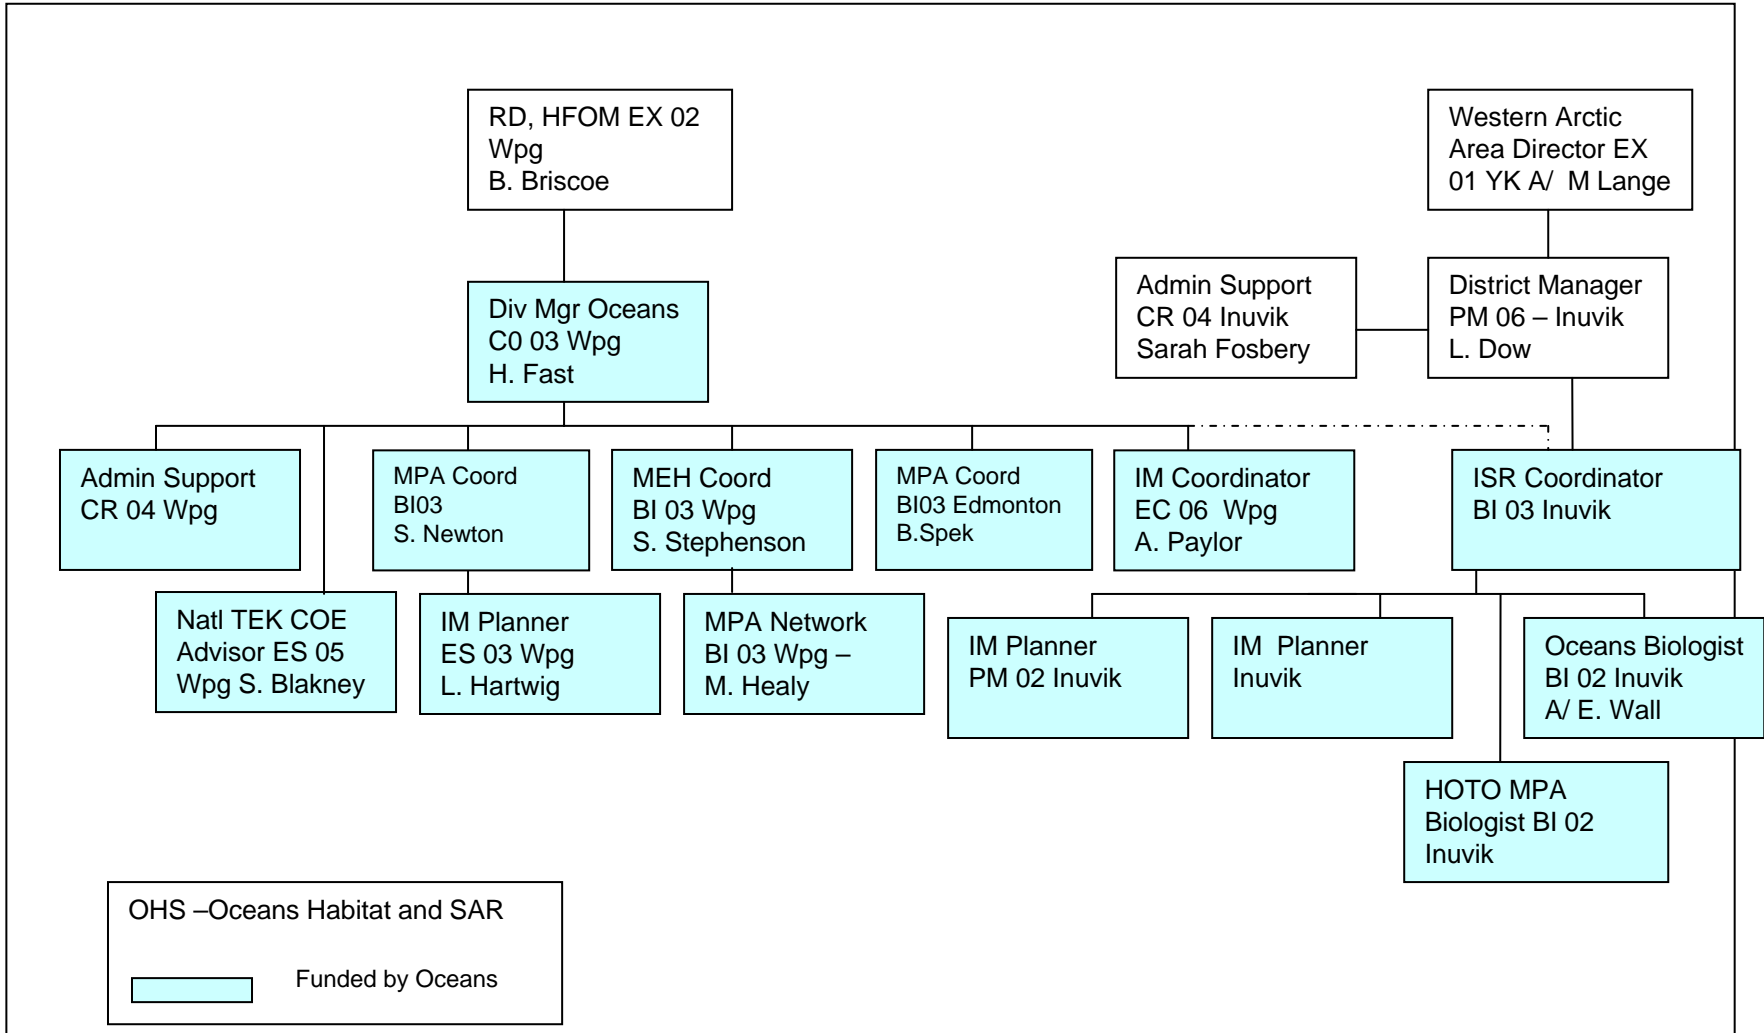 RD, HFOM EX 02
Wpg
B. Briscoe
Western Arctic
Area Director EX
01 YK A/  M Lange
Admin Support
CR 04 Inuvik
Sarah Fosbery
District Manager
PM 06 – Inuvik
L. Dow
Div Mgr Oceans
C0 03 Wpg
H. Fast
Admin Support
CR 04 Wpg
MPA Coord
BI03
S. Newton
MEH Coord
BI 03 Wpg
S. Stephenson
MPA Coord
BI03 Edmonton
B.Spek
IM Coordinator
EC 06  Wpg
A. Paylor
ISR Coordinator
BI 03 Inuvik
Natl TEK COE
Advisor ES 05
Wpg S. Blakney
IM Planner
ES 03 Wpg
L. Hartwig
MPA Network
BI 03 Wpg –
M. Healy
IM Planner
PM 02 Inuvik
IM  Planner
Inuvik
Oceans Biologist
BI 02 Inuvik
A/ E. Wall
HOTO MPA
Biologist BI 02
Inuvik
OHS –Oceans Habitat and SAR
Funded by Oceans